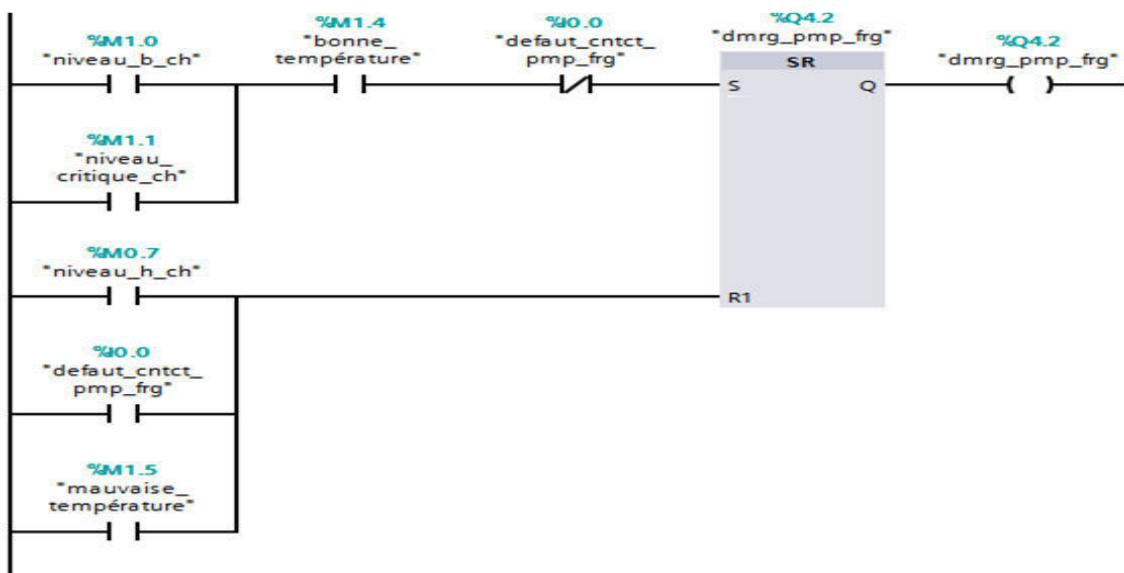 %M1.0
"niveau_b_ch"
%M1.4
"bonne_
température"
%I0.0
"defaut_cntct_
pmp_frg"
%Q4.2
"dmrg_pmp_frg"
SR
S
Q
R1
%Q4.2
"dmrg_pmp_frg"
%M1.1
"niveau_
critique_ch"
%M0.7
"niveau_h_ch"
%I0.0
"defaut_cntct_
pmp_frg"
%M1.5
"mauvaise_
température"